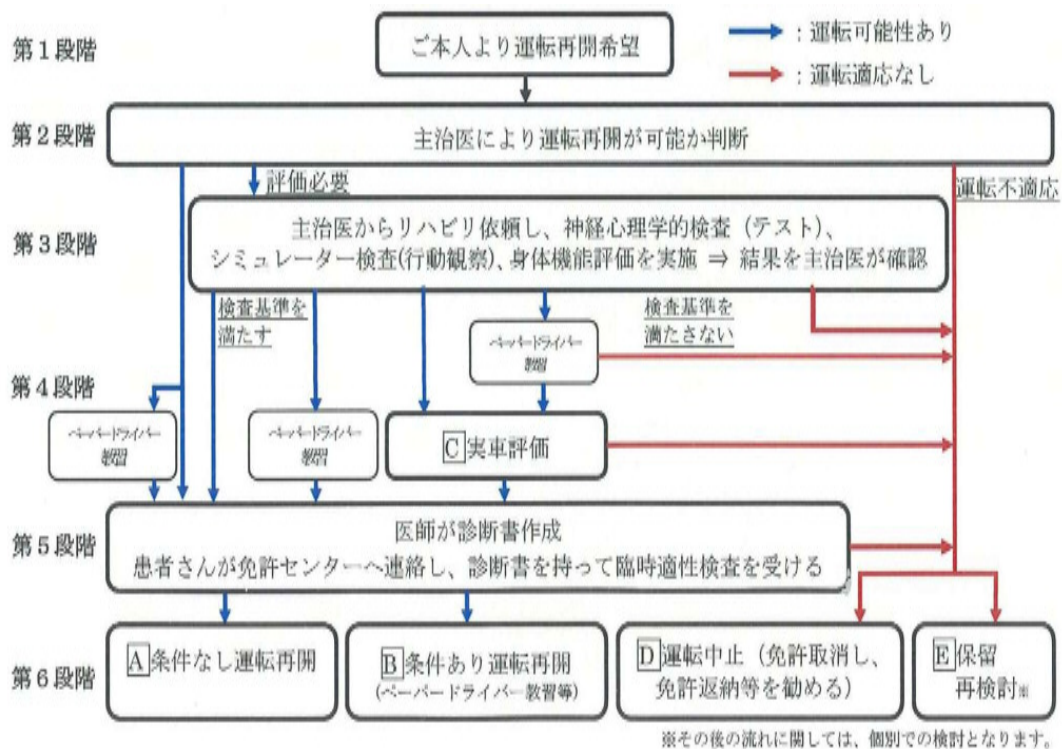 第1段階
ご本人より運転再開希望
：運転可能性あり
：運転適応なし
第2段階
主治医により運転再開が可能か判断
評価必要
運転不適応
第3段階
主治医からリハビリ依頼し、神経心理学的検査（テスト）、
シミュレーター検査(行動観察)、身体機能評価を実施 ⇒ 結果を主治医が確認
検査基準を
満たす
検査基準を
満たさない
ペーパードライバー
教習
第4段階
ペーパードライバー
教習
ペーパードライバー
教習
C 実車評価
第5段階
医師が診断書作成
患者さんが免許センターへ連絡し、診断書を持って臨時適性検査を受ける
第6段階
A 条件なし運転再開
B 条件あり運転再開
(ペーパードライバー教習等)
D 運転中止（免許取消し、
免許返納等を勧める）
E 保留
再検討※
※その後の流れに関しては、個別での検討となります。